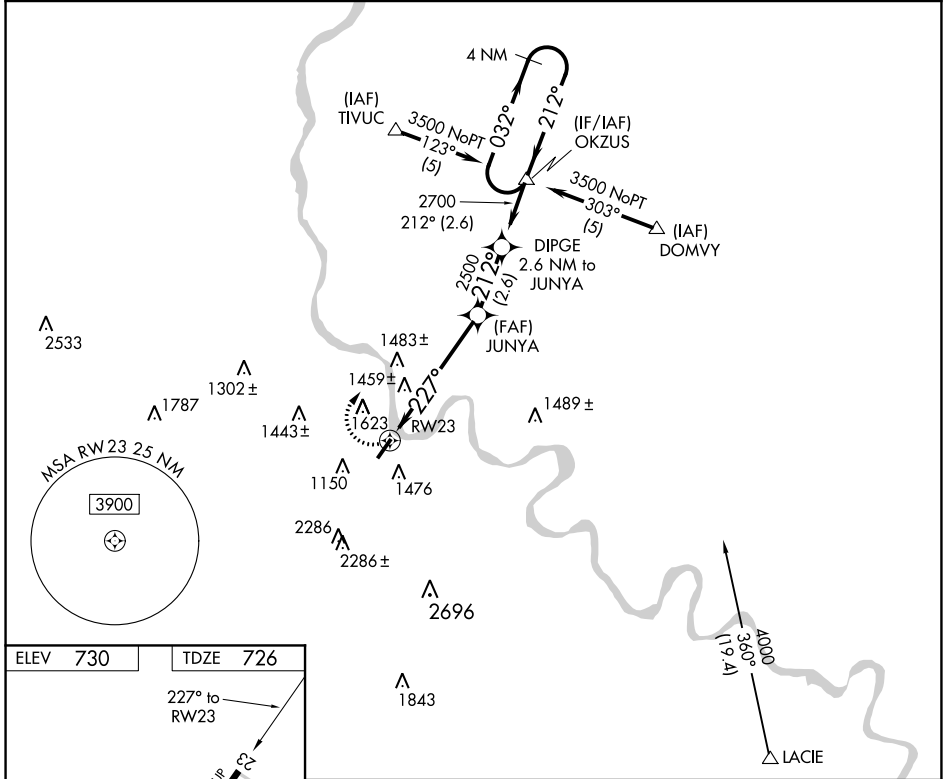 4 NM
032°
212°
(IAF)
TIVUC
3500 NoPT
123°
(5)
(IF/IAF)
OKZUS
3500 NoPT
303°
(5)
(IAF)
DOMVY
2700
212° (2.6)
DIPGE
2.6 NM to
JUNYA
2500
212°
(2.6)
(FAF)
JUNYA
2533
1483±
1302±
1459±
227°
1787
1443±
1623
RW23
1489±
MSA RW23 25 NM
3900
1150
1476
2286
2286±
2696
4000
360°
(19.4)
ELEV 730
TDZE 726
1843
227° to
RW23
23
UP
LACIE